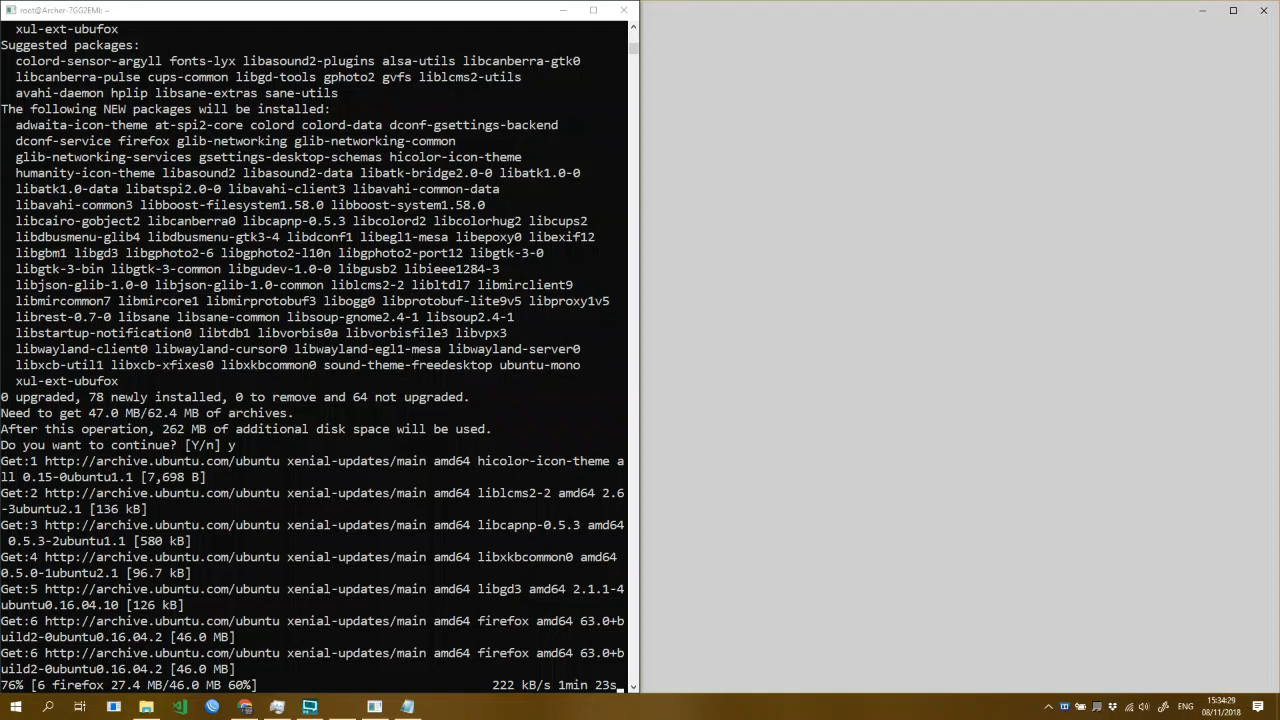 root@Archer-7GG2EMI: ~
xul-ext-ubufox
Suggested packages:
colord-sensor-argyll fonts-lyx libasound2-plugins alsa-utils libcanberra-gtk0
libcanberra-pulse cups-common libgd-tools gphoto2 gvfs liblcms2-utils
avahi-daemon hplip libsane-extras sane-utils
The following NEW packages will be installed:
adwaita-icon-theme at-spi2-core colord colord-data dconf-gsettings-backend
dconf-service firefox glib-networking glib-networking-common
glib-networking-services gsettings-desktop-schemas hicolor-icon-theme
humanity-icon-theme libasound2 libasound2-data libatk-bridge2.0-0 libatk1.0-0
libatk1.0-data libatspi2.0-0 libavahi-client3 libavahi-common-data
libavahi-common3 libboost-filesystem1.58.0 libboost-system1.58.0
libcairo-gobject2 libcanberra0 libcapnp-0.5.3 libcolord2 libcolorhug2 libcups2
libdbusmenu-glib4 libdbusmenu-gtk3-4 libdconf1 libegl1-mesa libepoxy0 libexif12
libgbm1 libgd3 libgphoto2-6 libgphoto2-l10n libgphoto2-port12 libgtk-3-0
libgtk-3-bin libgtk-3-common libgudev-1.0-0 libgusb2 libieee1284-3
libjson-glib-1.0-0 libjson-glib-1.0-common liblcms2-2 libltdl7 libmirclient9
libmircommon7 libmircore1 libmirprotobuf3 libogg0 libprotobuf-lite9v5 libproxy1v5
librest-0.7-0 libsane libsane-common libsoup-gnome2.4-1 libsoup2.4-1
libstartup-notification0 libtdb1 libvorbis0a libvorbisfile3 libvpx3
libwayland-client0 libwayland-cursor0 libwayland-egl1-mesa libwayland-server0
libxcb-util1 libxcb-xfixes0 libxkbcommon0 sound-theme-freedesktop ubuntu-mono
xul-ext-ubufox
0 upgraded, 78 newly installed, 0 to remove and 64 not upgraded.
Need to get 47.0 MB/62.4 MB of archives.
After this operation, 262 MB of additional disk space will be used.
Do you want to continue? [Y/n] y
Get:1 http://archive.ubuntu.com/ubuntu xenial-updates/main amd64 hicolor-icon-theme a
ll 0.15-0ubuntu1.1 [7,698 B]
Get:2 http://archive.ubuntu.com/ubuntu xenial-updates/main amd64 liblcms2-2 amd64 2.6
-3ubuntu2.1 [136 kB]
Get:3 http://archive.ubuntu.com/ubuntu xenial-updates/main amd64 libcapnp-0.5.3 amd64
0.5.3-2ubuntu1.1 [580 kB]
Get:4 http://archive.ubuntu.com/ubuntu xenial-updates/main amd64 libxkbcommon0 amd64
0.5.0-1ubuntu2.1 [96.7 kB]
Get:5 http://archive.ubuntu.com/ubuntu xenial-updates/main amd64 libgd3 amd64 2.1.1-4
ubuntu0.16.04.10 [126 kB]
Get:6 http://archive.ubuntu.com/ubuntu xenial-updates/main amd64 firefox amd64 63.0+b
uild2-0ubuntu0.16.04.2 [46.0 MB]
Get:6 http://archive.ubuntu.com/ubuntu xenial-updates/main amd64 firefox amd64 63.0+b
uild2-0ubuntu0.16.04.2 [46.0 MB]
76% [6 firefox 27.4 MB/46.0 MB 60%] 222 kB/s 1min 23s
ENG
15:34:29
08/11/2018